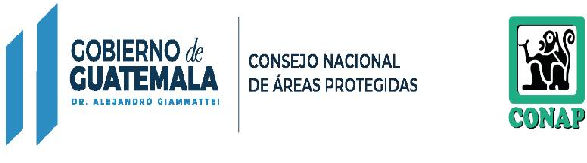 GOBIERNO de
GUATEMALA
DR. ALEJANDRO GIAMMATTEI
CONSEJO NACIONAL
DE ÁREAS PROTEGIDAS
CONAP